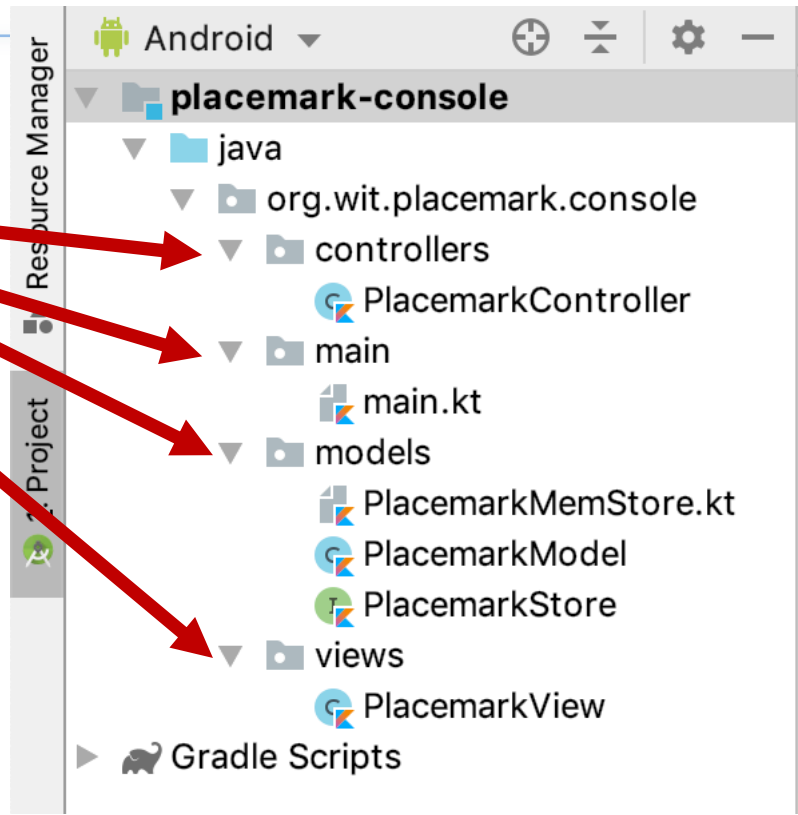 Android
placemark-console
java
org.wit.placemark.console
controllers
PlacemarkController
main
main.kt
models
PlacemarkMemStore.kt
PlacemarkModel
PlacemarkStore
views
PlacemarkView
Gradle Scripts
Resource Manager
Project